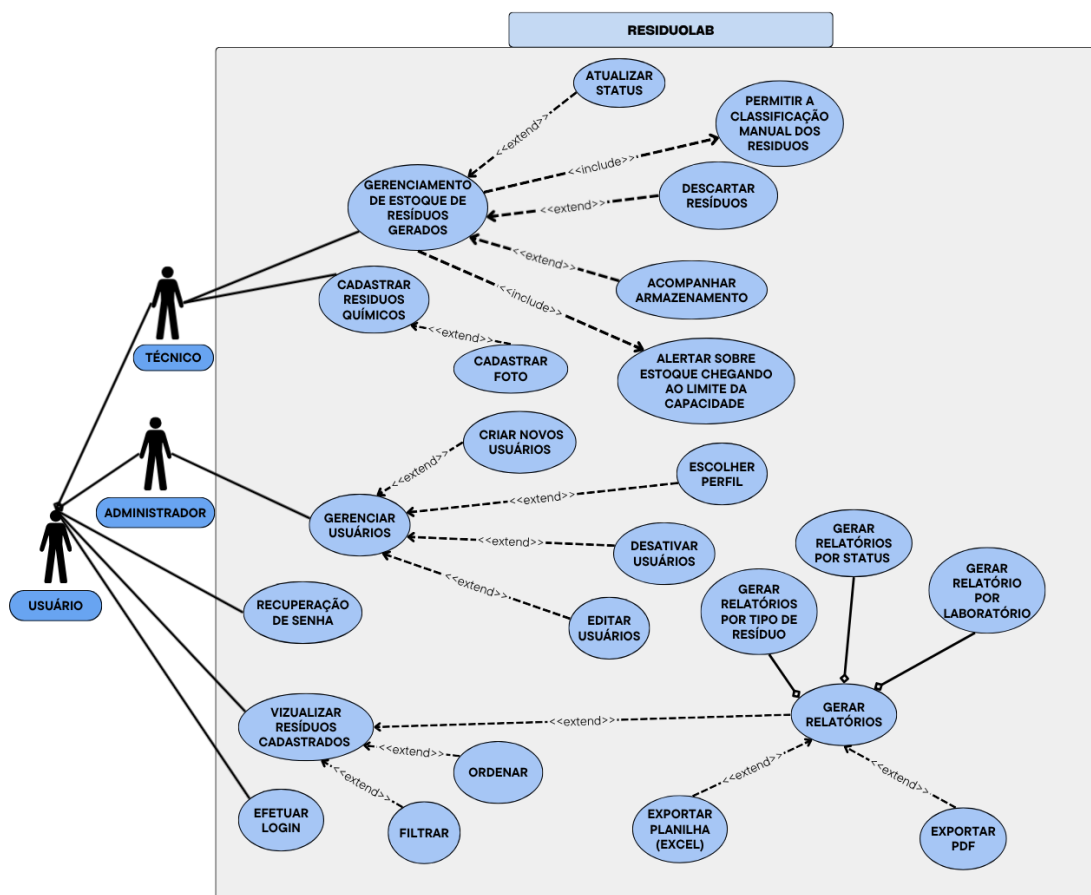 RESIDUOLAB
ATUALIZAR
STATUS
PERMITIR A
CLASSIFICAÇÃO
MANUAL DOS
RESIDUOS
<<extend>>
<<include>>
GERENCIAMENTO
DE ESTOQUE DE
RESÍDUOS
GERADOS
DESCARTAR
RESÍDUOS
<<extend>>
<<extend>>
ACOMPANHAR
ARMAZENAMENTO
CADASTRAR
RESIDUOS
QUÍMICOS
<<include>>
<<extend>>
TÉCNICO
CADASTRAR
FOTO
ALERTAR SOBRE
ESTOQUE CHEGANDO
AO LIMITE DA
CAPACIDADE
CRIAR NOVOS
USUÁRIOS
<<extend>>
ESCOLHER
PERFIL
<<extend>>
ADMINISTRADOR
GERENCIAR
USUÁRIOS
<<extend>>
DESATIVAR
USUÁRIOS
GERAR
RELATÓRIOS
POR STATUS
<<extend>>
GERAR
RELATÓRIO
POR
LABORATÓRIO
USUÁRIO
RECUPERAÇÃO
DE SENHA
EDITAR
USUÁRIOS
GERAR
RELATÓRIOS
POR TIPO DE
RESÍDUO
VIZUALIZAR
RESÍDUOS
CADASTRADOS
<<extend>>
GERAR
RELATÓRIOS
<<extend>>
ORDENAR
<<extend>>
<<extend>>
<<extend>>
EFETUAR
LOGIN
FILTRAR
EXPORTAR
PLANILHA
(EXCEL)
EXPORTAR
PDF